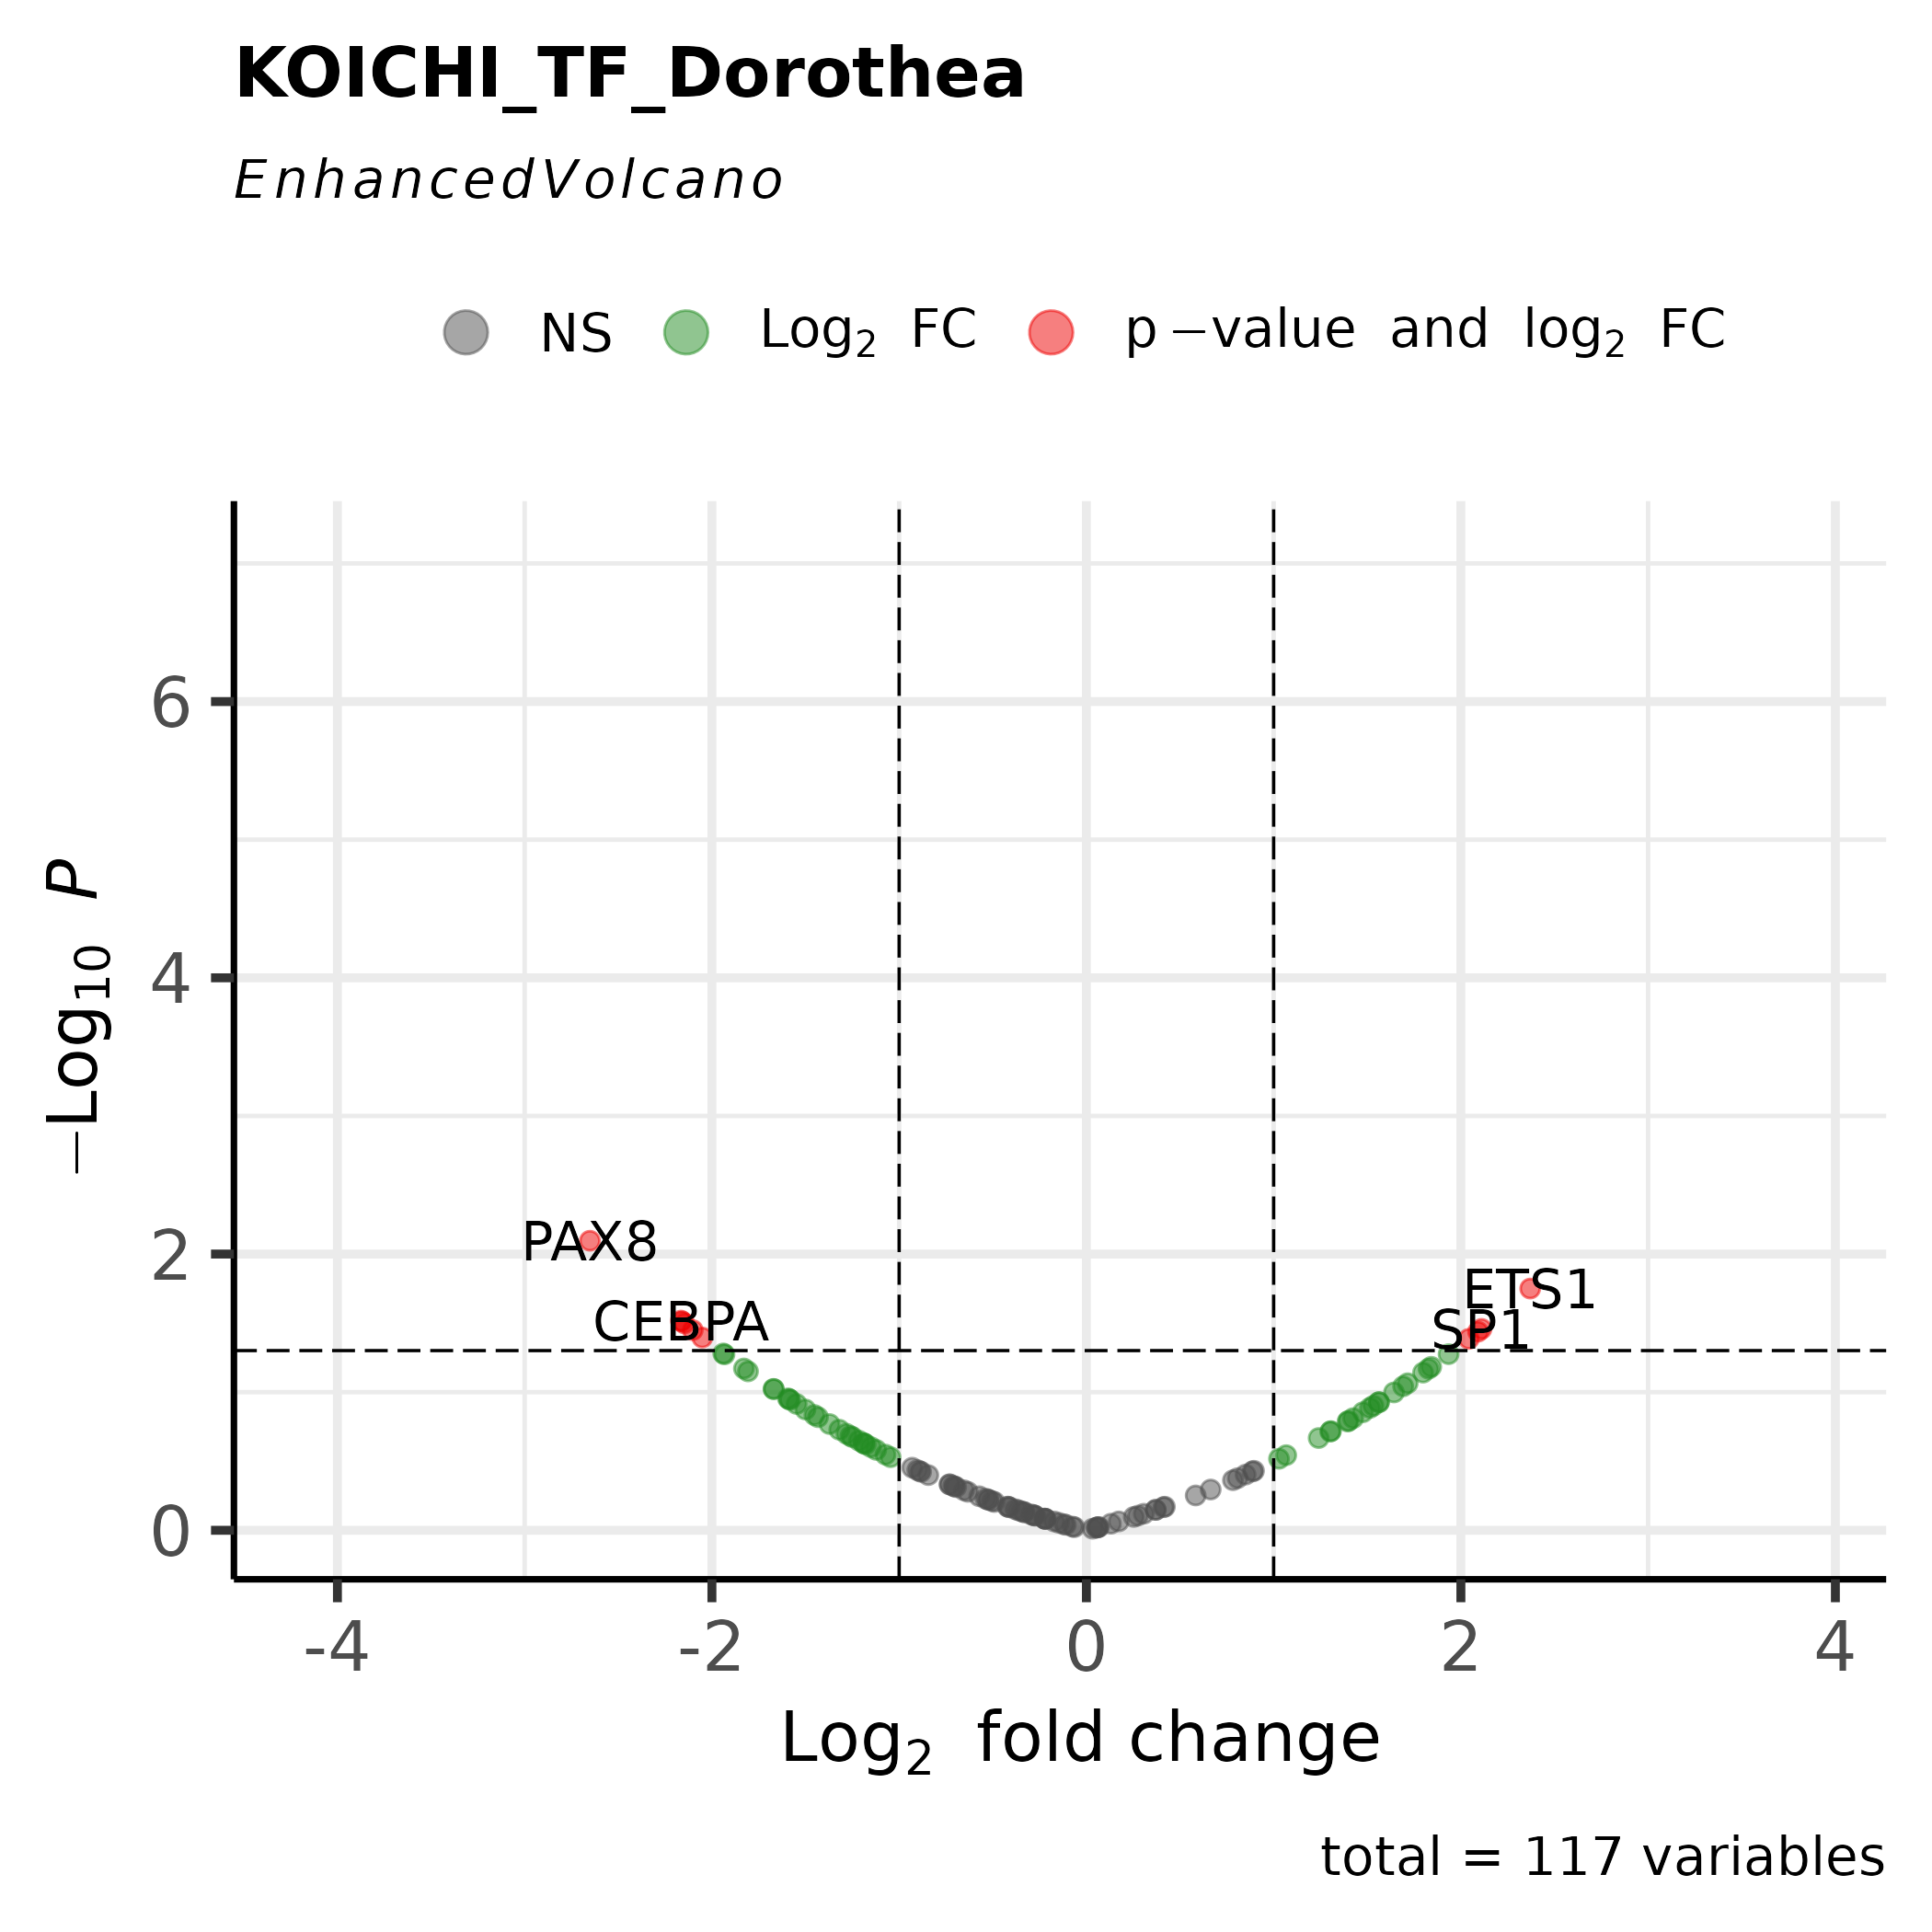 KOICHI_TF_Dorothea
EnhancedVolcano
NS Log₂ FC p −value and log₂ FC
−Log₁₀ P
6
4
2
0
PAX8
CEBPA
ETS1
SP1
-4 -2 0 2 4
Log₂ fold change
total = 117 variables